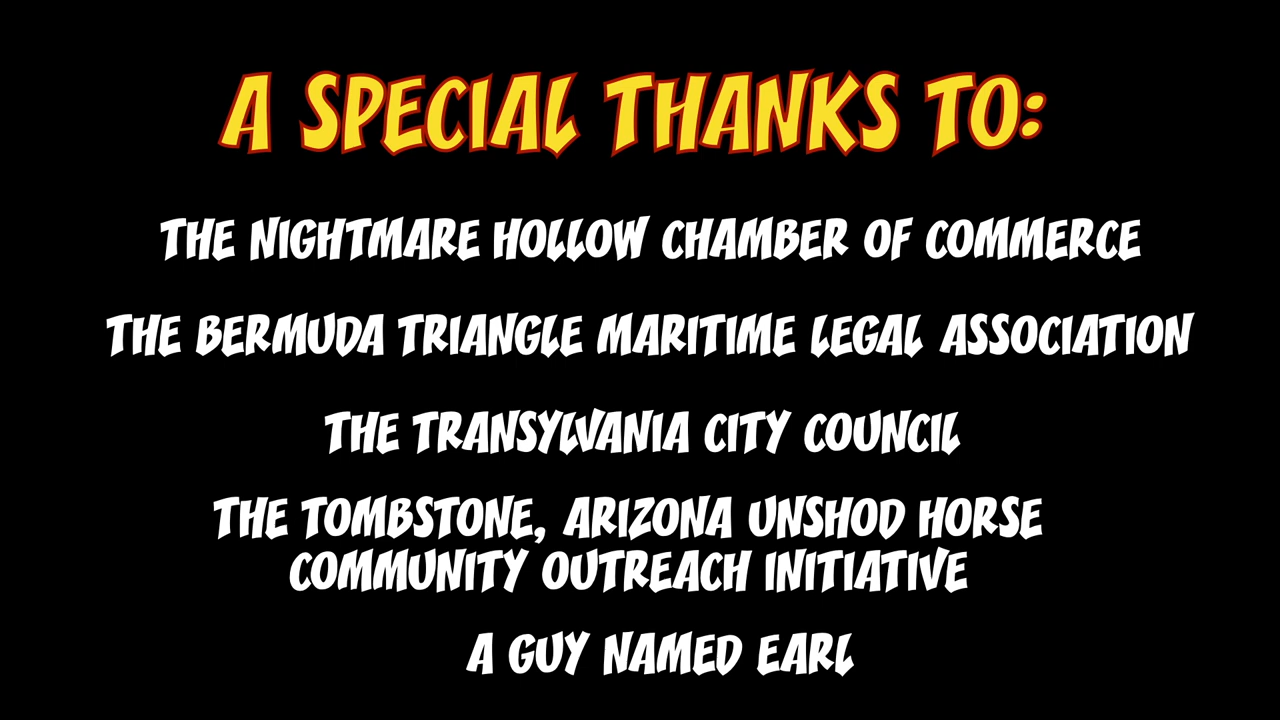 A SPECIAL THANKS TO:
THE NIGHTMARE HOLLOW CHAMBER OF COMMERCE
THE BERMUDA TRIANGLE MARITIME LEGAL ASSOCIATION
THE TRANSYLVANIA CITY COUNCIL
THE TOMBSTONE, ARIZONA UNSHOD HORSE
COMMUNITY OUTREACH INITIATIVE
A GUY NAMED EARL